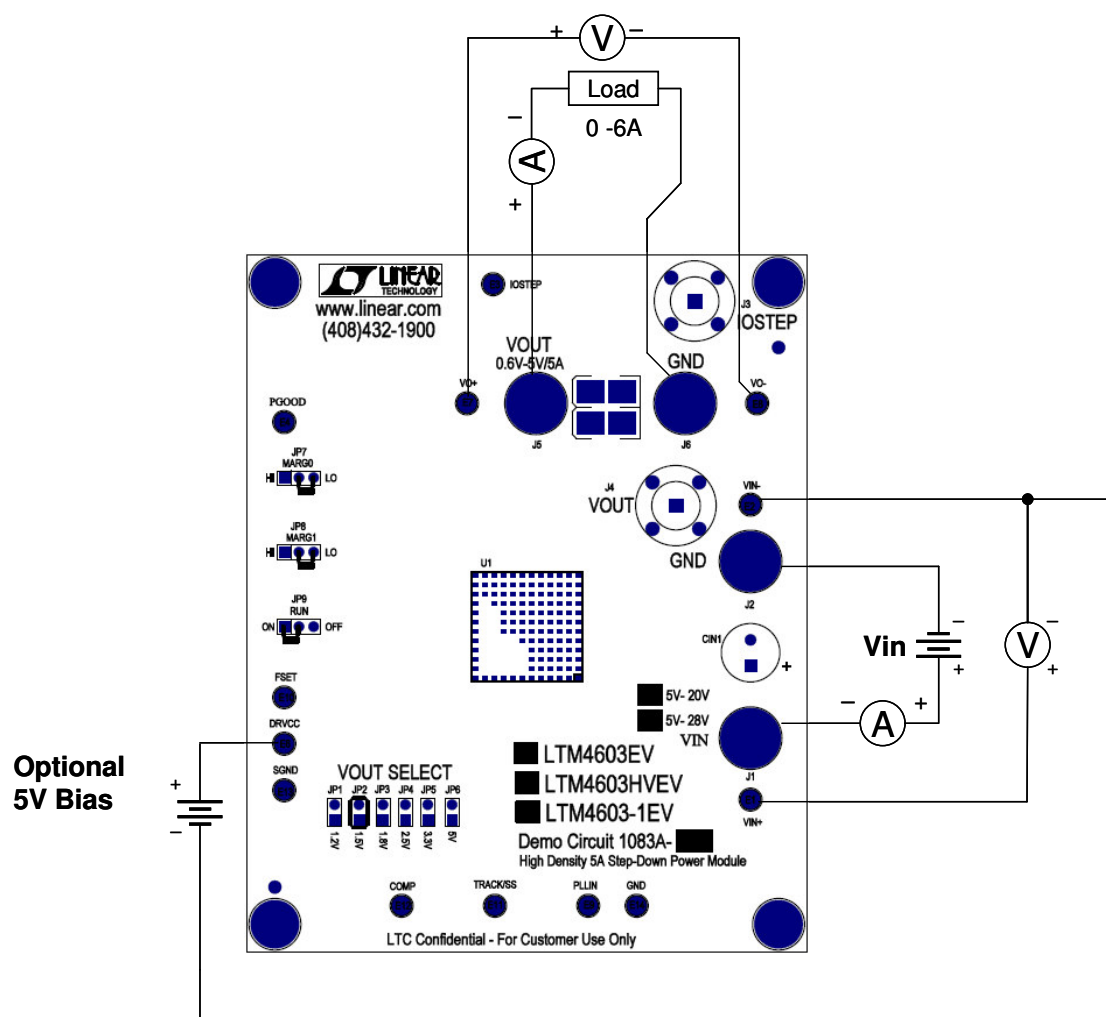 + V −
Load
0 -6A
−
A
+
LINEAR
TECHNOLOGY
www.linear.com
(408)432-1900
IOSTEP
J3
IOSTEP
VOUT
0.6V-5V/5A
GND
VO+
VO-
J5
J6
PGOOD
JP7
MARG0
HI
LO
J4
VOUT
VIN-
GND
J2
JP8
MARG1
HI
LO
U1
JP9
RUN
ON
OFF
CIN1
+
Vin
−
+
V
−
+
FSET
DRVCC
SGND
5V- 20V
5V- 28V
VIN
J1
VIN+
− A +
Optional
5V Bias
+
−
VOUT SELECT
JP1 JP2 JP3 JP4 JP5 JP6
1.2V 1.5V 1.8V 2.5V 3.3V 5V
LTM4603EV
LTM4603HVEV
LTM4603-1EV
Demo Circuit 1083A-
High Density 5A Step-Down Power Module
COMP
TRACK/SS
PLLIN
GND
LTC Confidential - For Customer Use Only